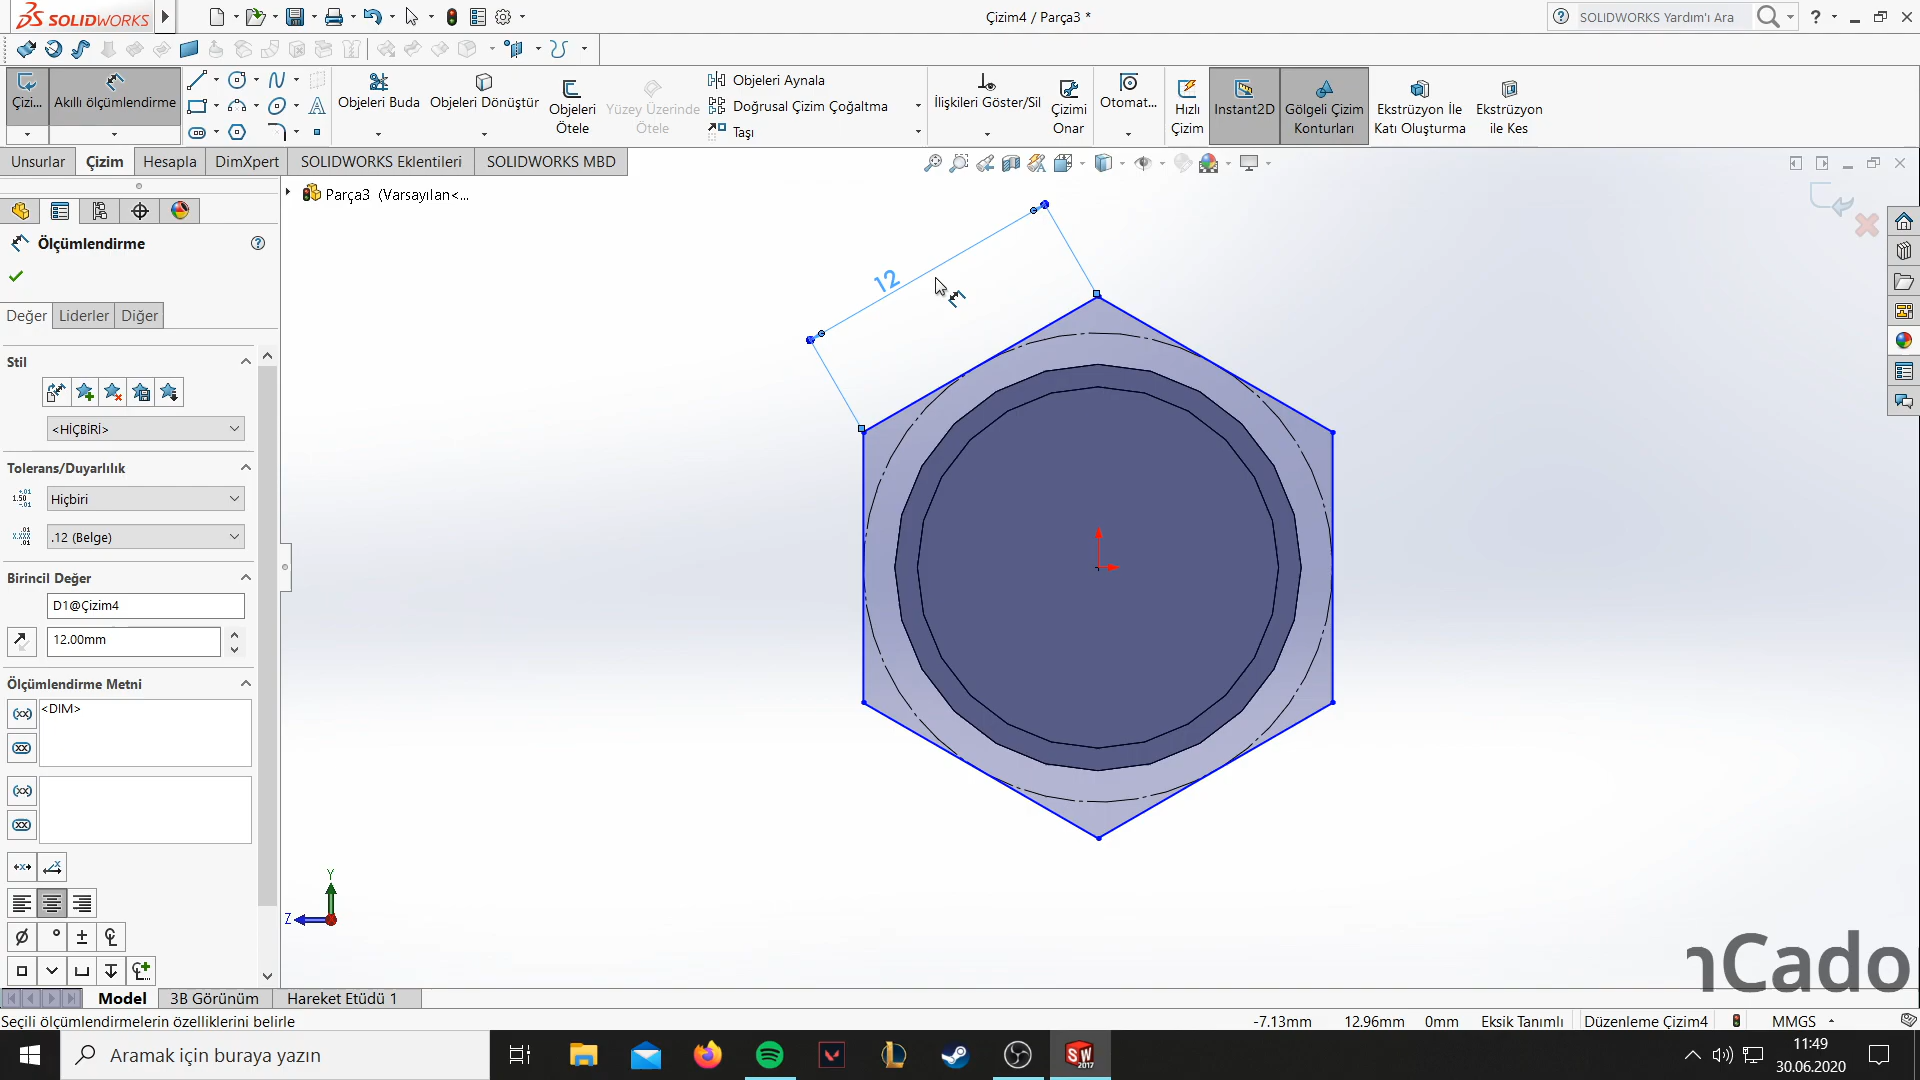 SOLIDWORKS
Çizim4 / Parça3 *
SOLIDWORKS Yardım'ı Ara
Çizi...
Akıllı ölçümlendirme
Objeleri Buda
Objeleri Dönüştür
Objeleri Ötele
Yüzey Üzerinde Ötele
Objeleri Aynala
Doğrusal Çizim Çoğaltma
Taşı
İlişkileri Göster/Sil
Çizimi Onar
Otomat...
Hızlı Çizim
Instant2D
Gölgeli Çizim Konturları
Ekstrüzyon İle Katı Oluşturma
Ekstrüzyon ile Kes
Unsurlar
Çizim
Hesapla
DimXpert
SOLIDWORKS Eklentileri
SOLIDWORKS MBD
Parça3 (Varsayılan<...
Ölçümlendirme
Değer
Liderler
Diğer
Stil
<HİÇBİRİ>
Tolerans/Duyarlılık
Hiçbiri
.12 (Belge)
Birincil Değer
D1@Çizim4
12.00mm
Ölçümlendirme Metni
<DIM>
12
Y
Z
nCado
Model
3B Görünüm
Hareket Etüdü 1
Seçili ölçümlendirmelerin özelliklerini belirle
-7.13mm
12.96mm
0mm
Eksik Tanımlı
Düzenleme Çizim4
MMGS
Aramak için buraya yazın
SW
2017
11:49
30.06.2020